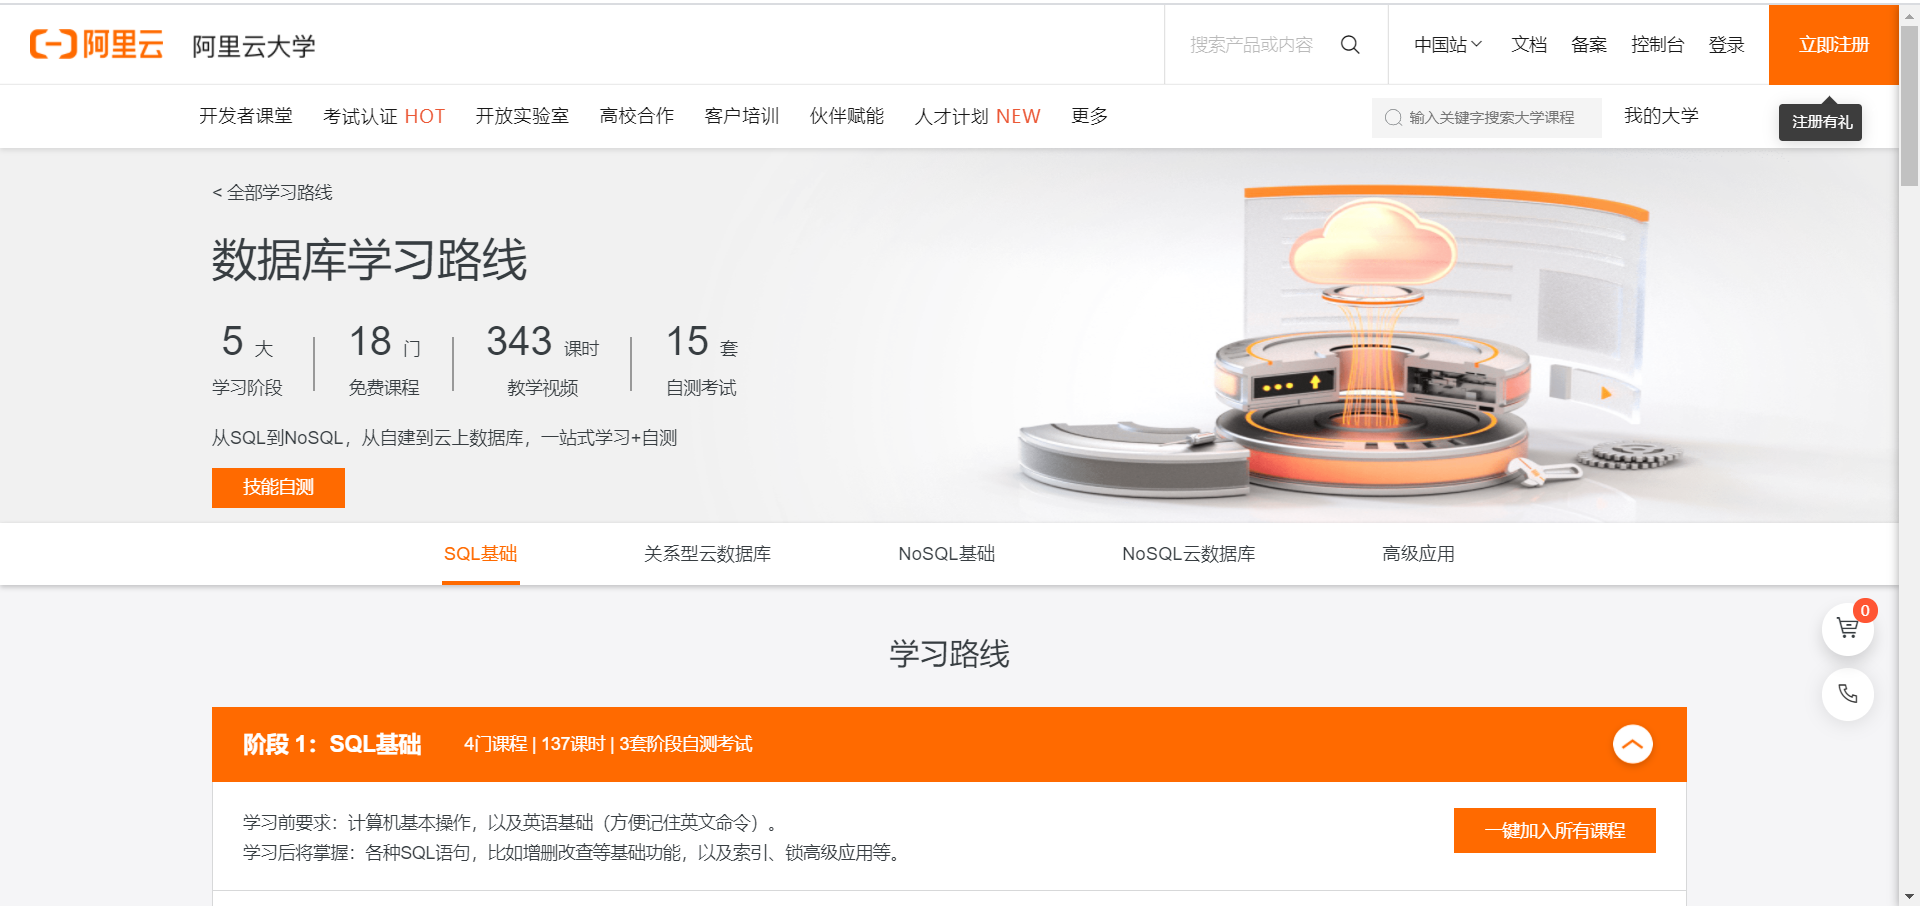 阿里云 阿里云大学 搜索产品或内容 中国站 文档 备案 控制台 登录 立即注册
开发者课堂 考试认证 HOT 开放实验室 高校合作 客户培训 伙伴赋能 人才计划 NEW 更多 输入关键字搜索大学课程 我的大学 注册有礼
< 全部学习路线
数据库学习路线
5 大 18 门 343 课时 15 套
学习阶段 免费课程 教学视频 自测考试
从SQL到NoSQL，从自建到云上数据库，一站式学习+自测
技能自测
SQL基础 关系型云数据库 NoSQL基础 NoSQL云数据库 高级应用
0
学习路线
阶段 1：SQL基础 4门课程 | 137课时 | 3套阶段自测考试
学习前要求：计算机基本操作，以及英语基础（方便记住英文命令）。
一键加入所有课程
学习后将掌握：各种SQL语句，比如增删改查等基础功能，以及索引、锁高级应用等。